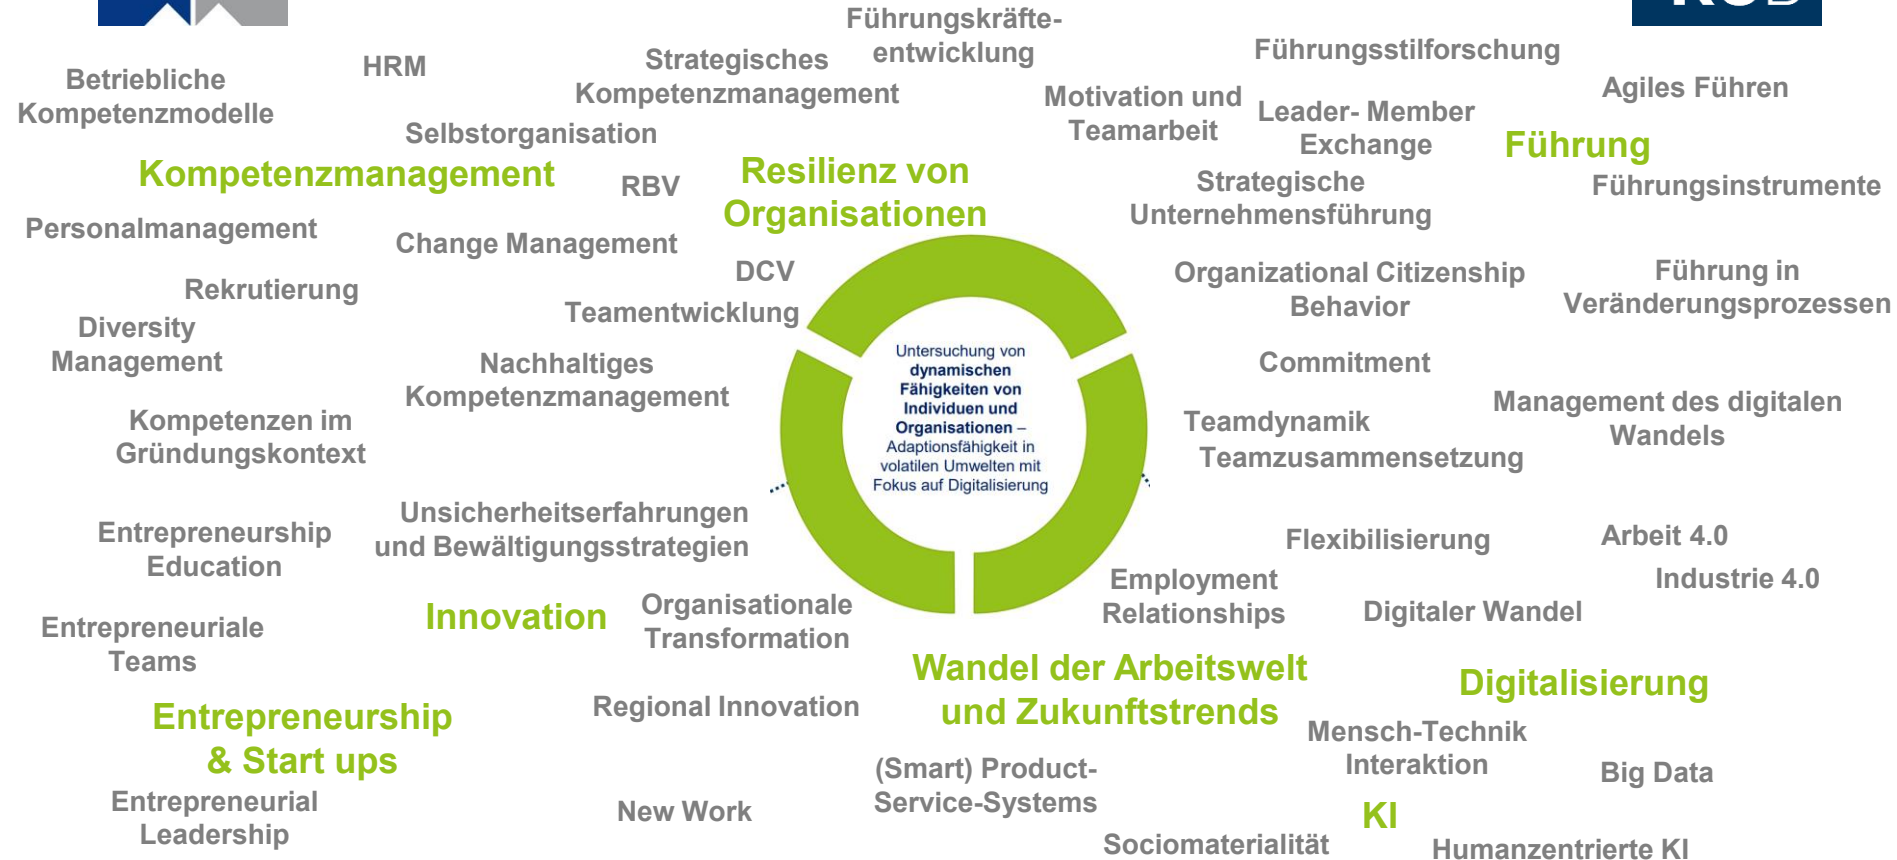 Führungskräfte-
entwicklung
HRM
Strategisches
Kompetenzmanagement
Führungsstilforschung
Betriebliche
Kompetenzmodelle
Motivation und
Teamarbeit
Leader- Member
Exchange
Agiles Führen
Selbstorganisation
Führung
Kompetenzmanagement
RBV
Resilienz von
Organisationen
Strategische
Unternehmensführung
Führungsinstrumente
Personalmanagement
Change Management
DCV
Organizational Citizenship
Behavior
Führung in
Veränderungsprozessen
Rekrutierung
Teamentwicklung
Diversity
Management
Nachhaltiges
Kompetenzmanagement
Untersuchung von
dynamischen
Fähigkeiten von
Individuen und
Organisationen –
Adaptionsfähigkeit in
volatilen Umwelten mit
Fokus auf Digitalisierung
Commitment
Kompetenzen im
Gründungskontext
Teamdynamik
Teamzusammensetzung
Management des digitalen
Wandels
Entrepreneurship
Education
Unsicherheitserfahrungen
und Bewältigungsstrategien
Flexibilisierung
Arbeit 4.0
Industrie 4.0
Employment
Relationships
Digitaler Wandel
Innovation
Organisationale
Transformation
Entrepreneuriale
Teams
Wandel der Arbeitswelt
und Zukunftstrends
Digitalisierung
Entrepreneurship
& Start ups
Regional Innovation
Mensch-Technik
Interaktion
Big Data
(Smart) Product-
Service-Systems
Entrepreneurial
Leadership
New Work
KI
Sociomaterialität
Humanzentrierte KI